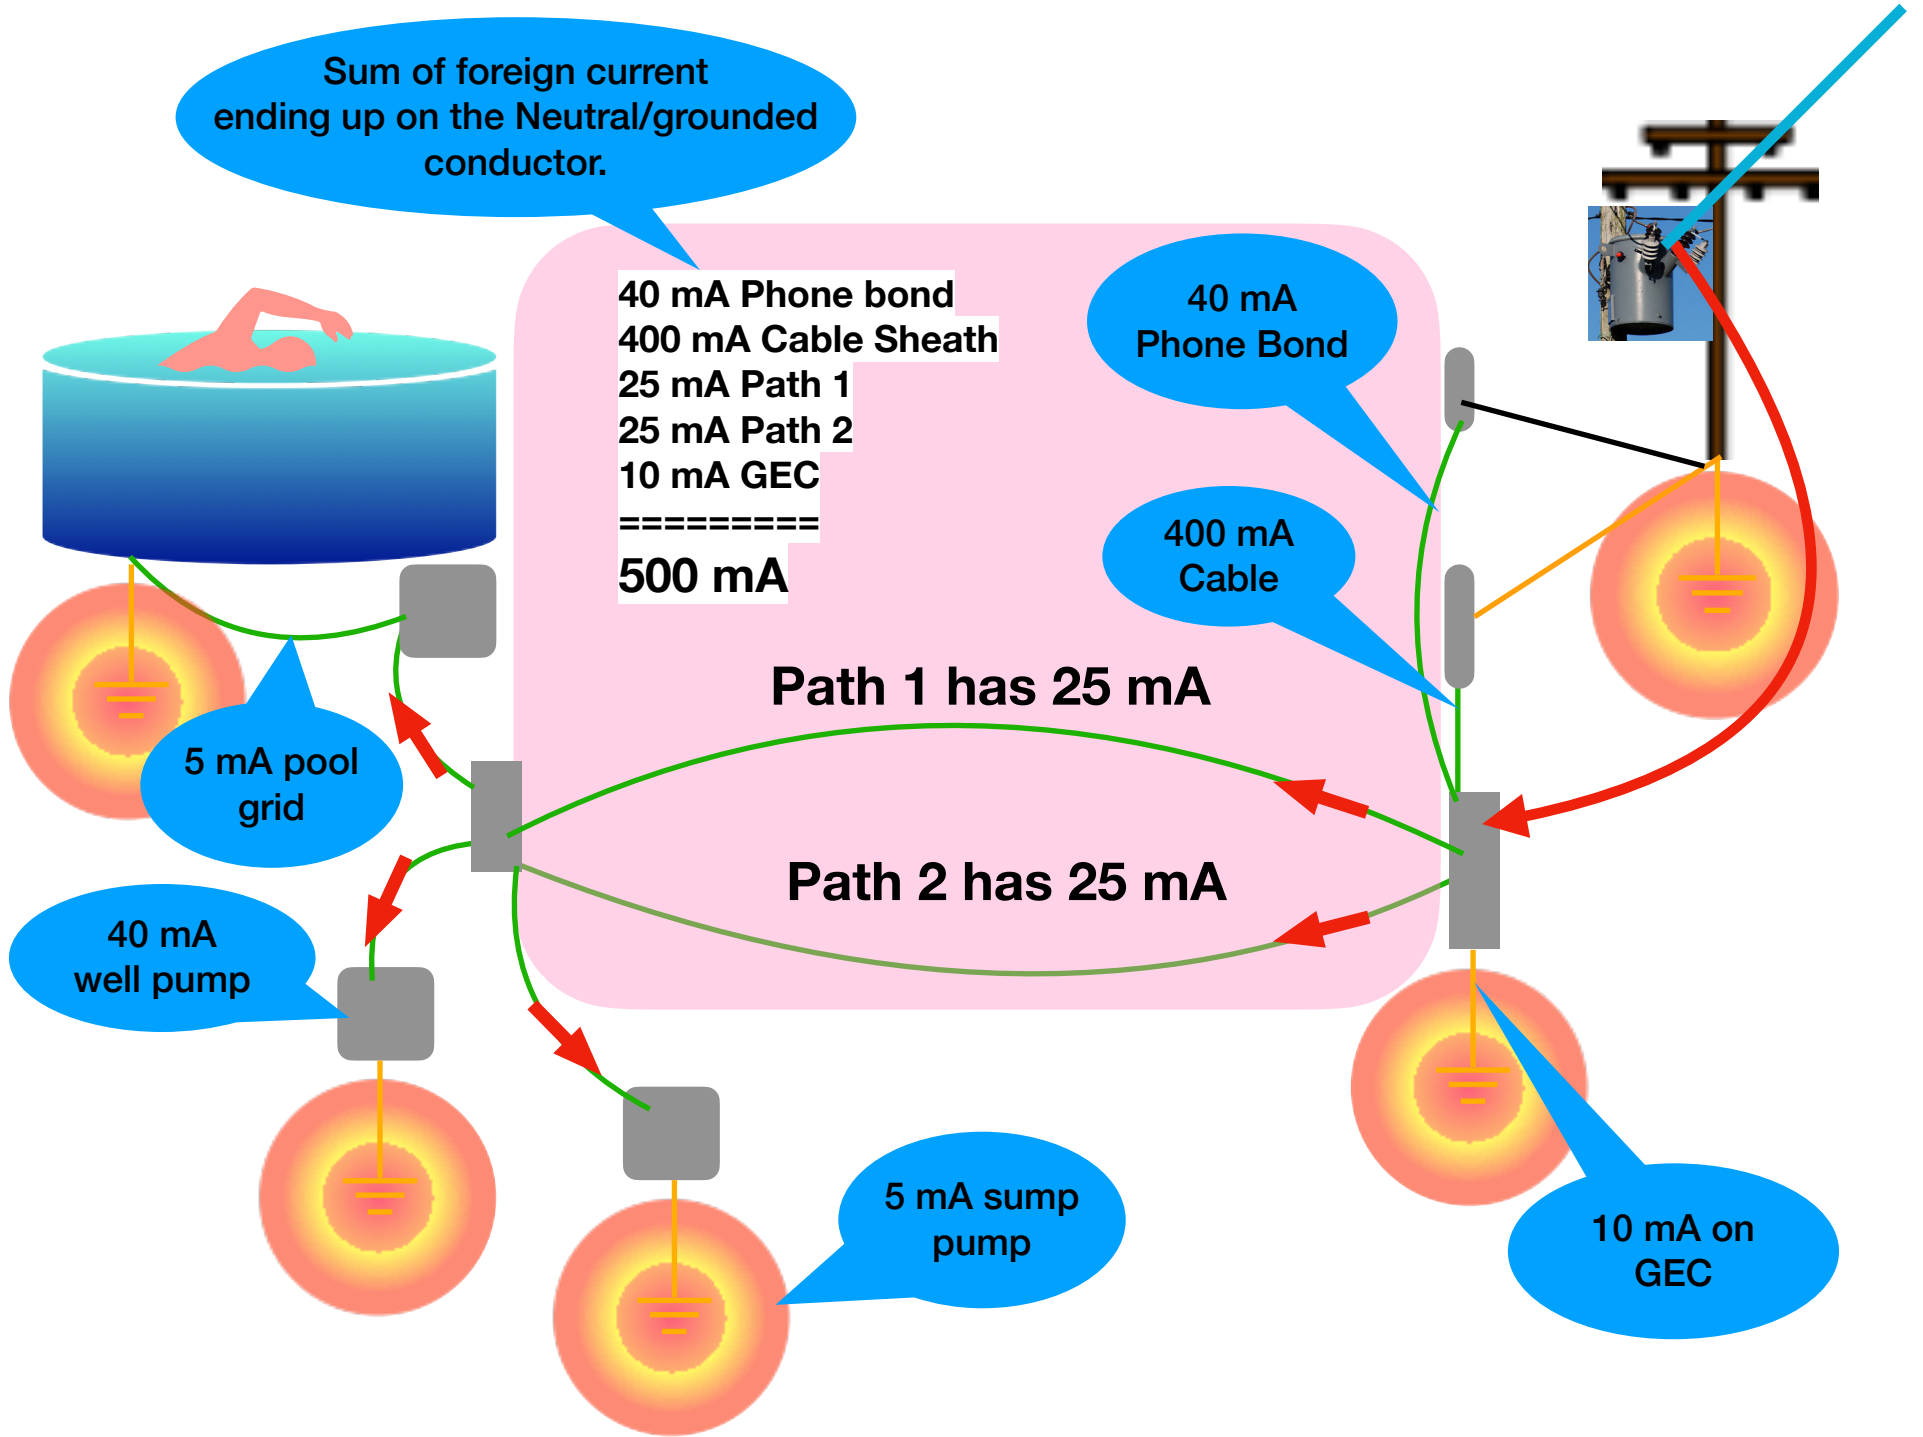 Sum of foreign current
ending up on the Neutral/grounded
conductor.
40 mA Phone bond
400 mA Cable Sheath
25 mA Path 1
25 mA Path 2
10 mA GEC
=========
500 mA
40 mA
Phone Bond
400 mA
Cable
Path 1 has 25 mA
5 mA pool
grid
Path 2 has 25 mA
40 mA
well pump
5 mA sump
pump
10 mA on
GEC